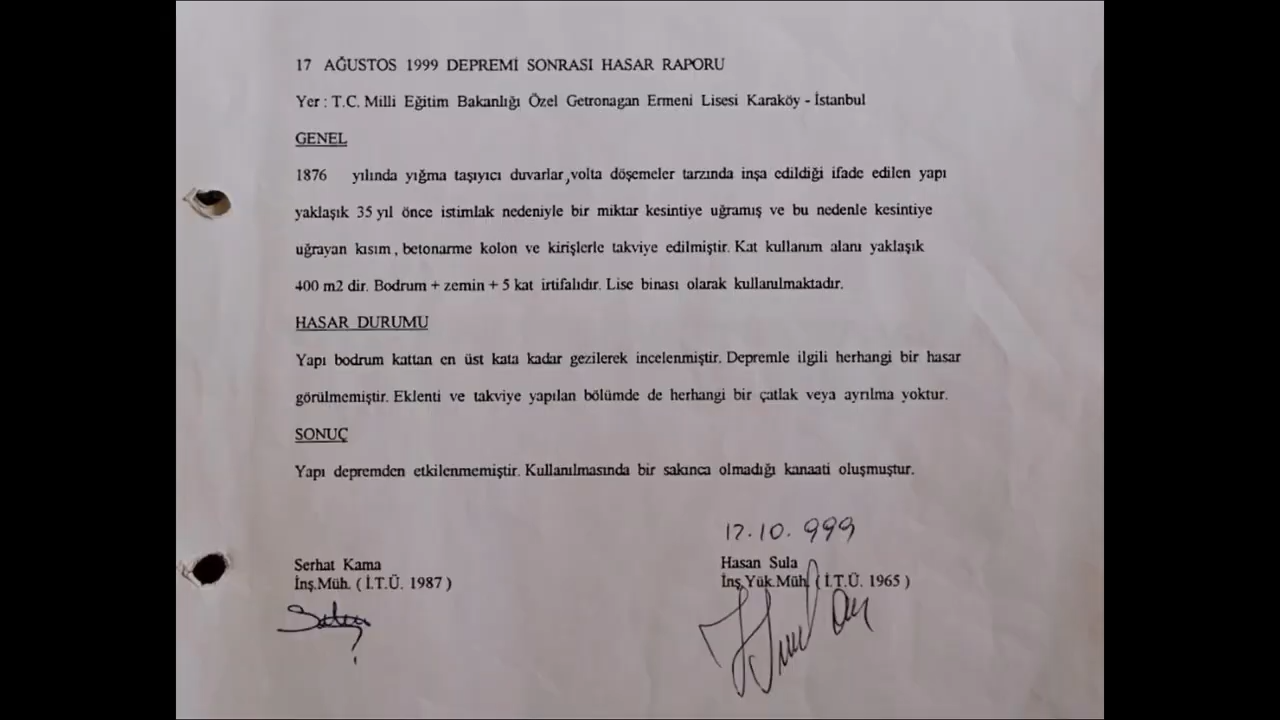 17 AĞUSTOS 1999 DEPREMİ SONRASI HASAR RAPORU
Yer : T.C. Milli Eğitim Bakanlığı Özel Getronagan Ermeni Lisesi Karaköy - İstanbul
GENEL
1876 yılında yığma taşıyıcı duvarlar,volta döşemeler tarzında inşa edildiği ifade edilen yapı
yaklaşık 35 yıl önce istimlak nedeniyle bir miktar kesintiye uğramış ve bu nedenle kesintiye
uğrayan kısım , betonarme kolon ve kirişlerle takviye edilmiştir. Kat kullanım alanı yaklaşık
400 m2 dir. Bodrum + zemin + 5 kat irtifalıdır. Lise binası olarak kullanılmaktadır.
HASAR DURUMU
Yapı bodrum kattan en üst kata kadar gezilerek incelenmiştir. Depremle ilgili herhangi bir hasar
görülmemiştir. Eklenti ve takviye yapılan bölümde de herhangi bir çatlak veya ayrılma yoktur.
SONUÇ
Yapı depremden etkilenmemiştir. Kullanılmasında bir sakınca olmadığı kanaati oluşmuştur.
12.10.999
Serhat Kama
İnş.Müh. ( İ.T.Ü. 1987 )
Hasan Sula
İnş.Yük.Müh. ( İ.T.Ü. 1965 )